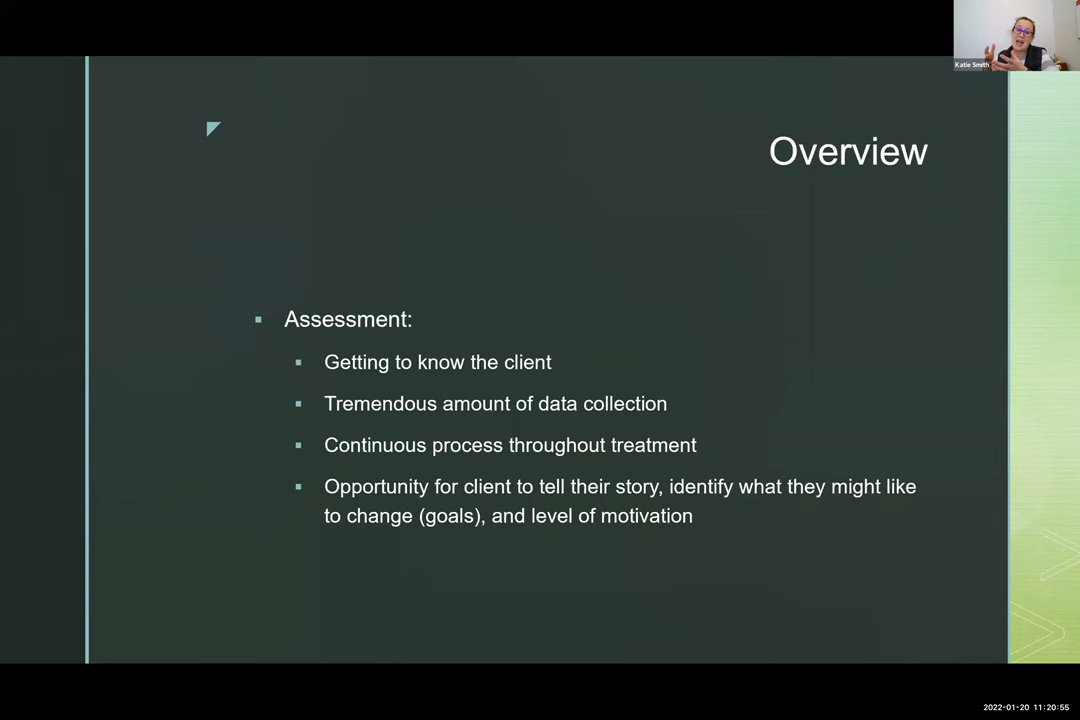 Katie Smith
Overview
Assessment:
Getting to know the client
Tremendous amount of data collection
Continuous process throughout treatment
Opportunity for client to tell their story, identify what they might like
to change (goals), and level of motivation
2022-01-20 11:20:55